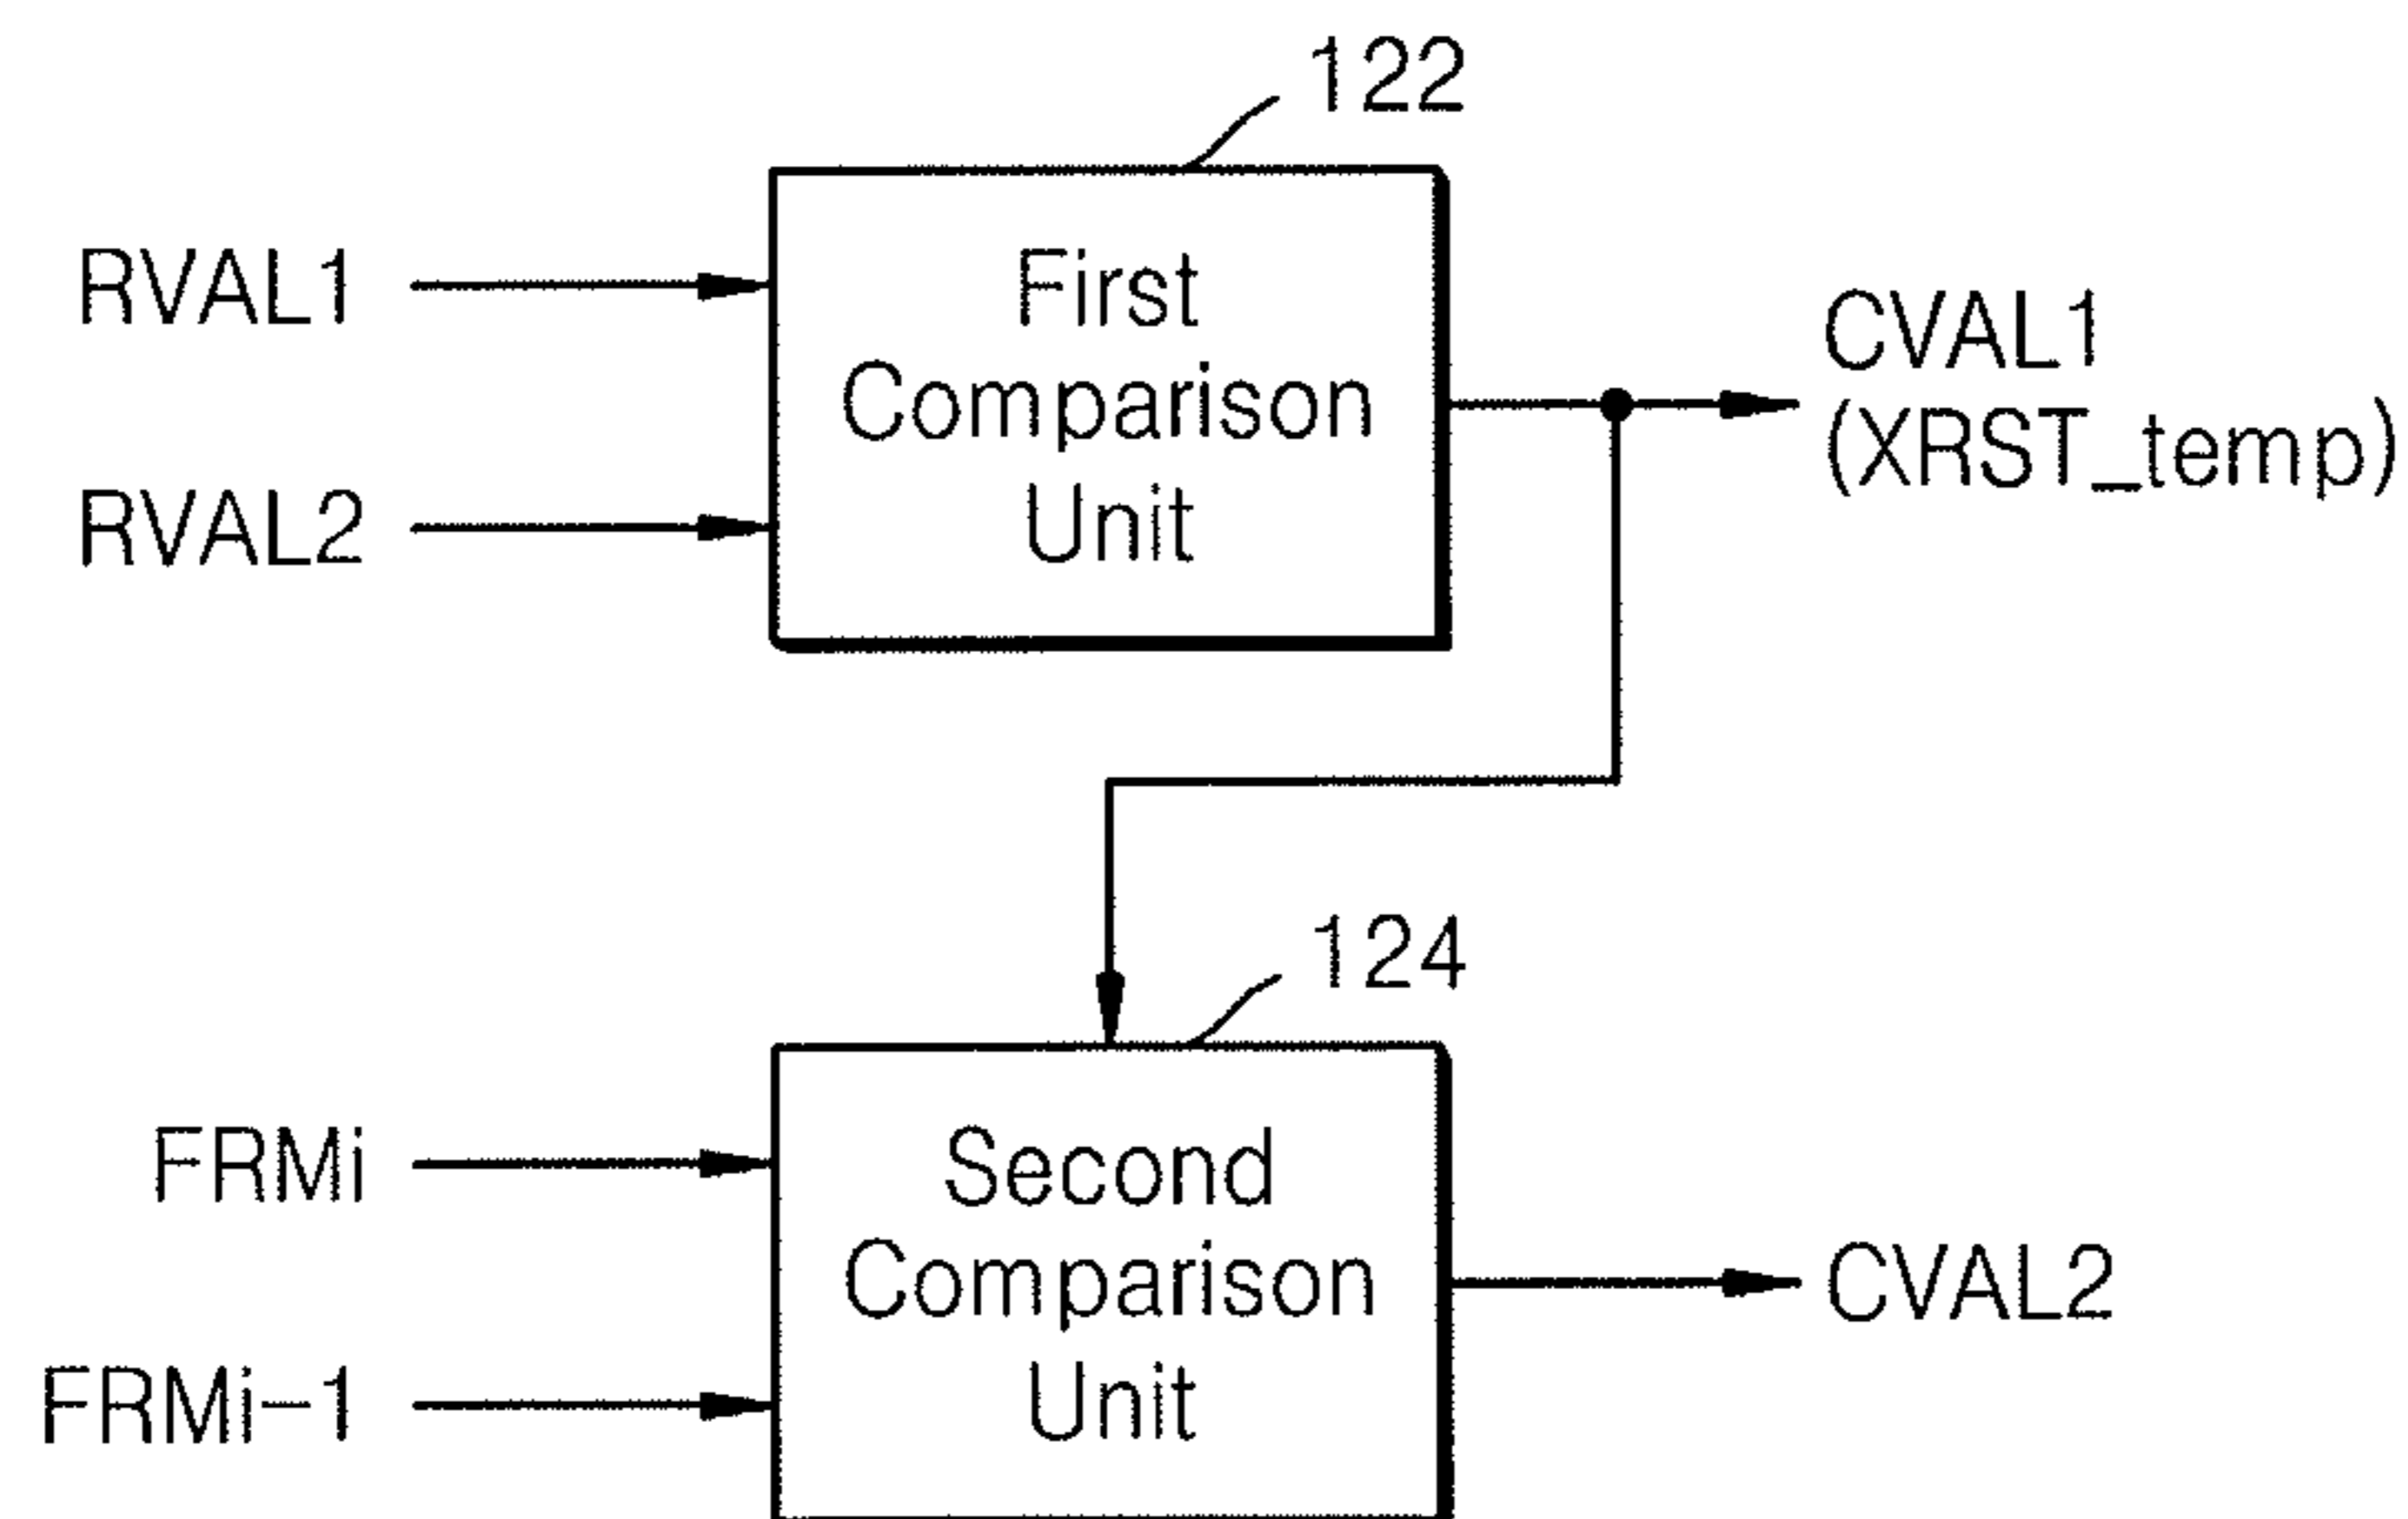 122
RVAL1
RVAL2
First
Comparison
Unit
CVAL1
(XRST_temp)
124
FRMi
FRMi-1
Second
Comparison
Unit
CVAL2